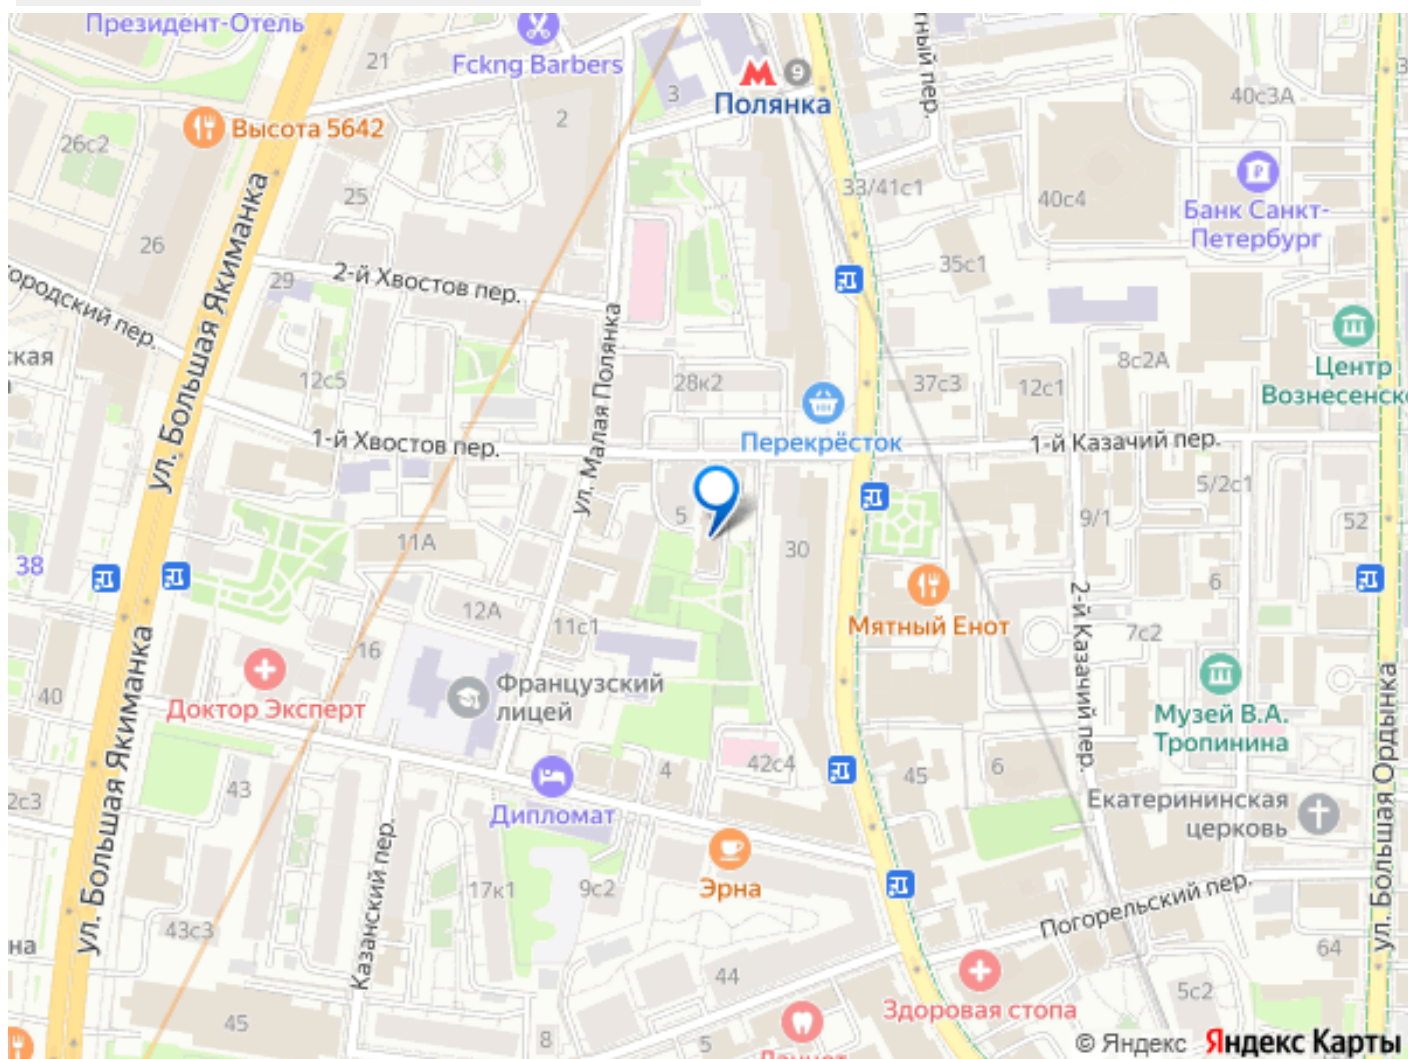 Президент-Отель
21
Fckng Barbers
2
3
9
Полянка
ный пер.
40с3А
26с2
Высота 5642
25
26
33/41с1
40с4
Банк Санкт-
Петербург
35с1
29
2-й Хвостов пер.
ородский пер.
ул. Большая Якиманка
ул. Малая Полянка
ская
12с5
28к2
37с3
12с1
8с2А
Центр
Вознесенск
Перекрёсток
1-й Хвостов пер.
1-й Казачий пер.
5/2с1
5
9/1
52
11А
30
38
6
12А
11с1
Мятный Енот
7с2
2-й Казачий пер.
16
40
Доктор Эксперт
Французский
лицей
Музей В.А.
Тропинина
ул. Большая Якиманка
ул. Большая Ордынка
4
42с4
45
6
2с3
43
Дипломат
Екатерининская
церковь
Казанский пер.
Эрна
17к1
9с2
Погорельский пер.
43с3
на
64
44
Здоровая стопа
5с2
45
8
5
© Яндекс Яндекс Карты